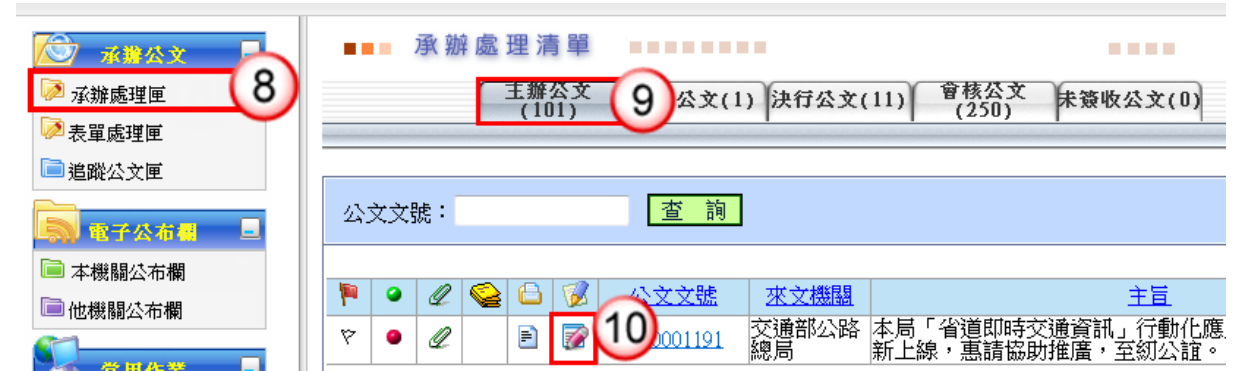 承辦公文
承辦處理匣
8
表單處理匣
追蹤公文匣
電子公布欄
本機關公布欄
他機關公布欄
承辦處理清單
主辦公文
(101)
9
公文(1)
決行公文(11)
會核公文
(250)
未簽收公文(0)
公文文號：
查 詢
公文文號
來文機關
主旨
10
0001191
交通部公路
總局
本局「省道即時交通資訊」行動化應
新上線，惠請協助推廣，至紉公誼。